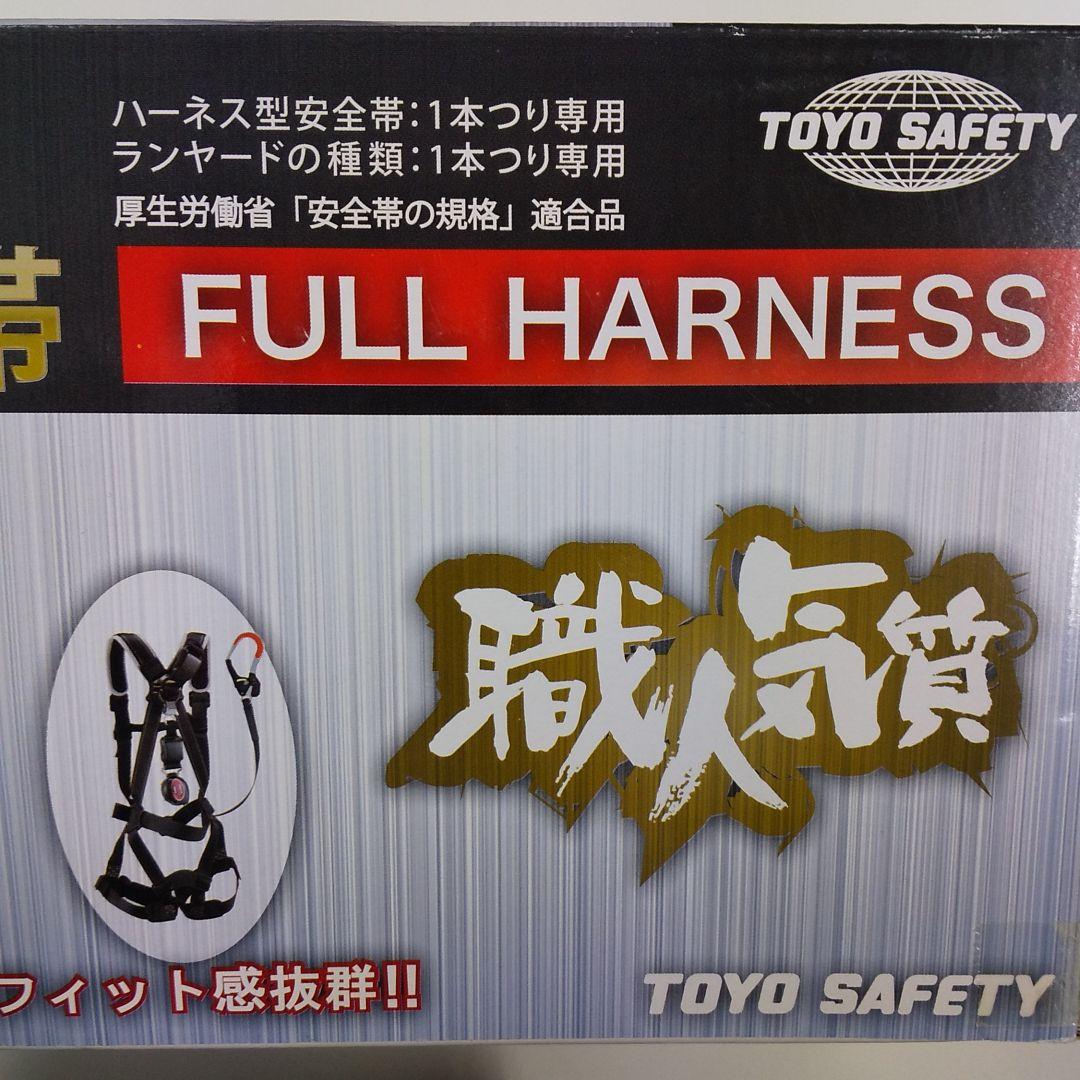 ハーネス型安全帯：1本つり専用
ランヤードの種類：1本つり専用
厚生労働省「安全帯の規格」適合品
TOYO SAFETY
帯
FULL HARNESS
職人気質
フィット感抜群!!
TOYO SAFETY